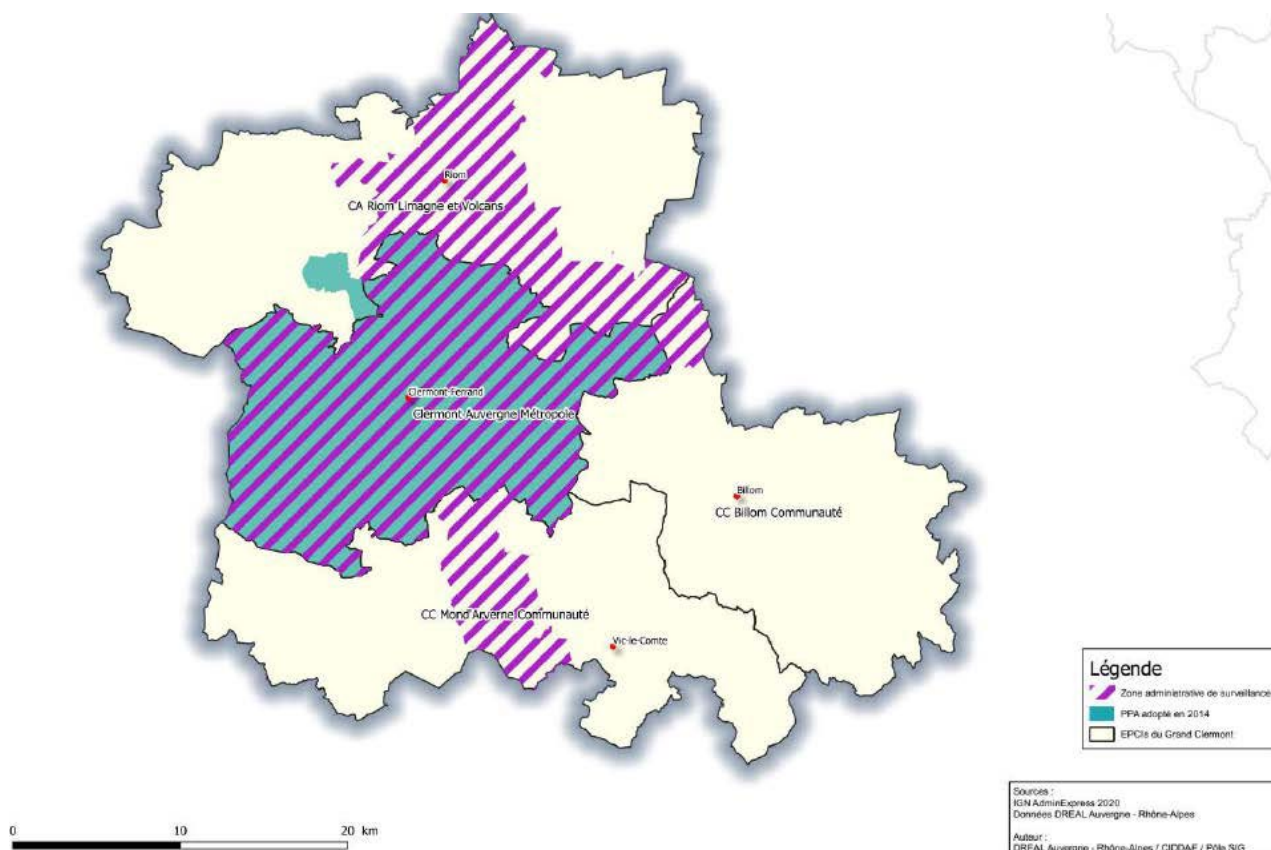 Riom
CA Riom Limagne et Volcans
Clermont-Ferrand
Clermont Auvergne Métropole
Billom
CC Billom Communauté
CC Mond'Arverne Communauté
Vic-le-Comte
Légende
Zone administrative de surveillance
PPA adopté en 2014
EPCIs du Grand Clermont
0 10 20 km
Sources :
IGN AdminExpress 2020
Données DREAL Auvergne - Rhône-Alpes
Auteur :
DREAL Auvergne - Rhône-Alpes / CIDDAE / Pôle SIG